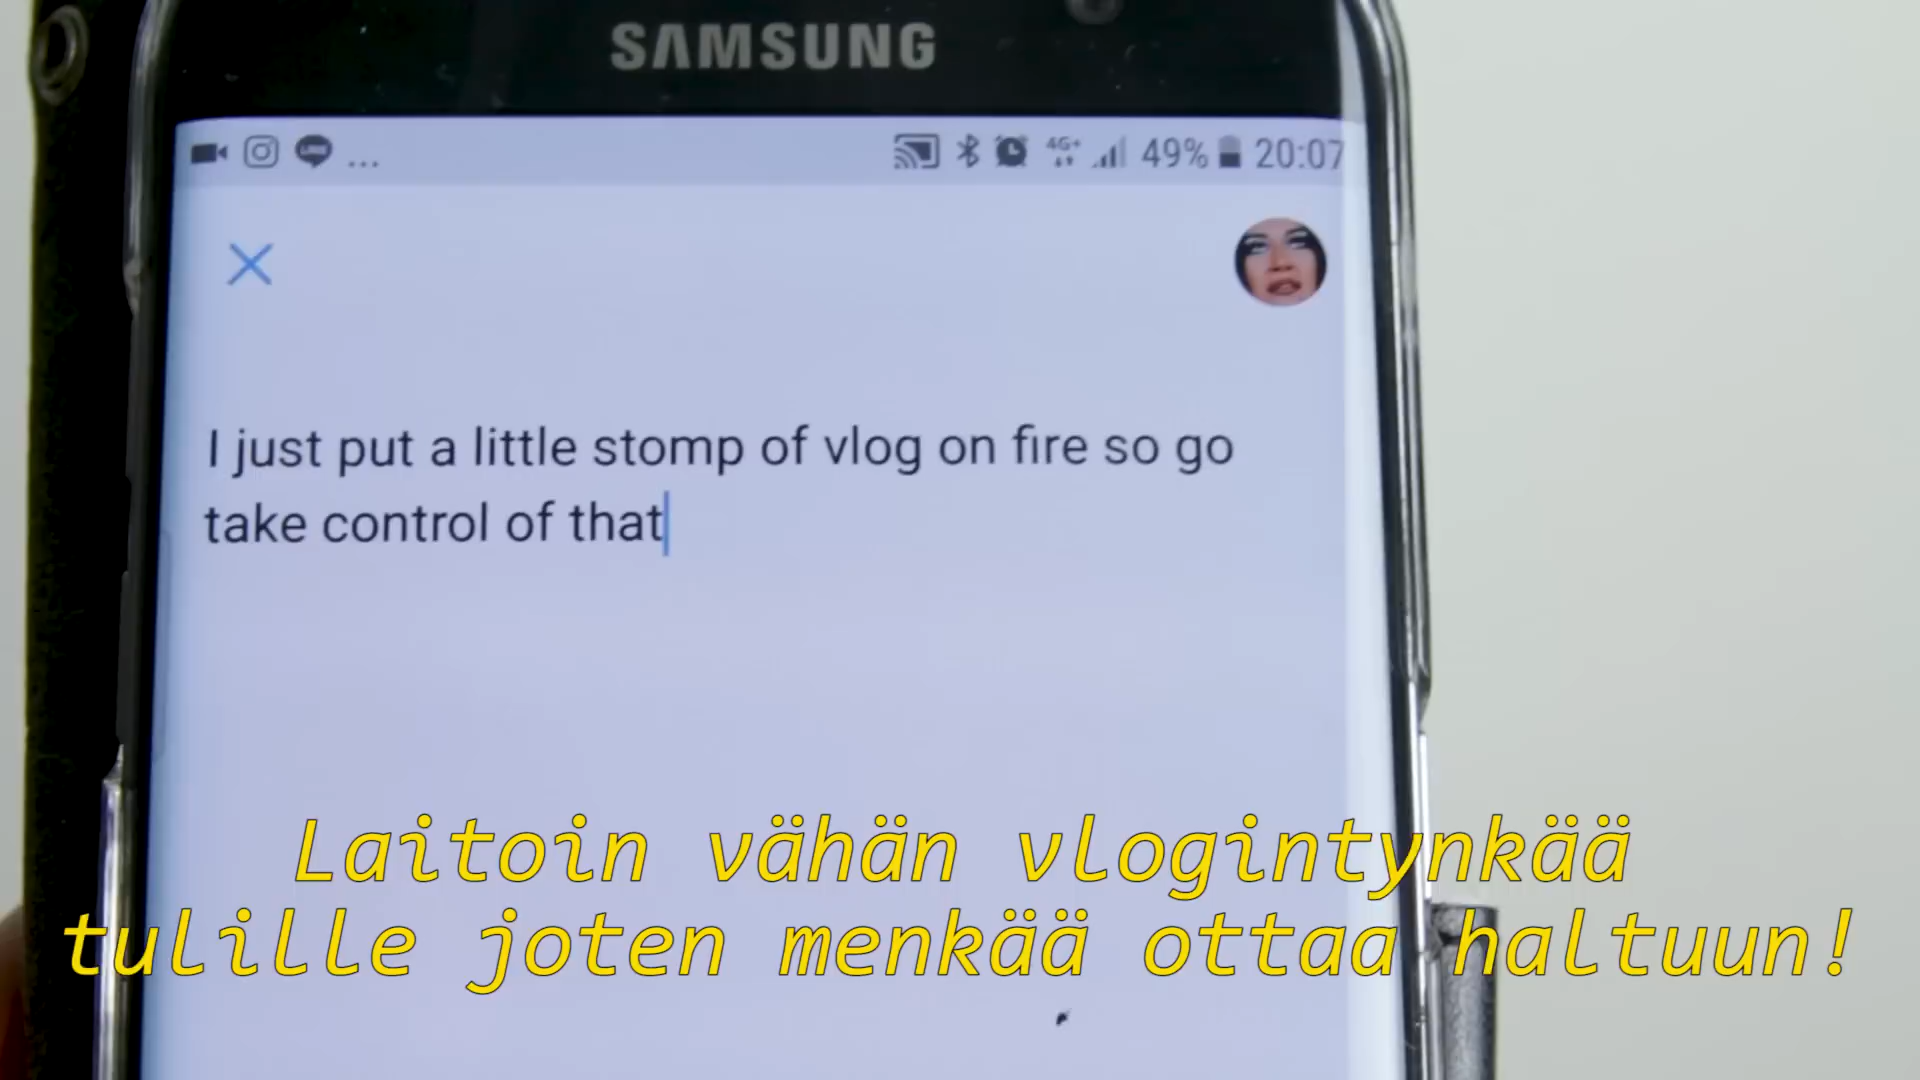 SAMSUNG
... 4G+ 49% 20:07
I just put a little stomp of vlog on fire so go
take control of that
Laitoin vähän vlogintynkää
tulille joten menkää ottaa haltuun!